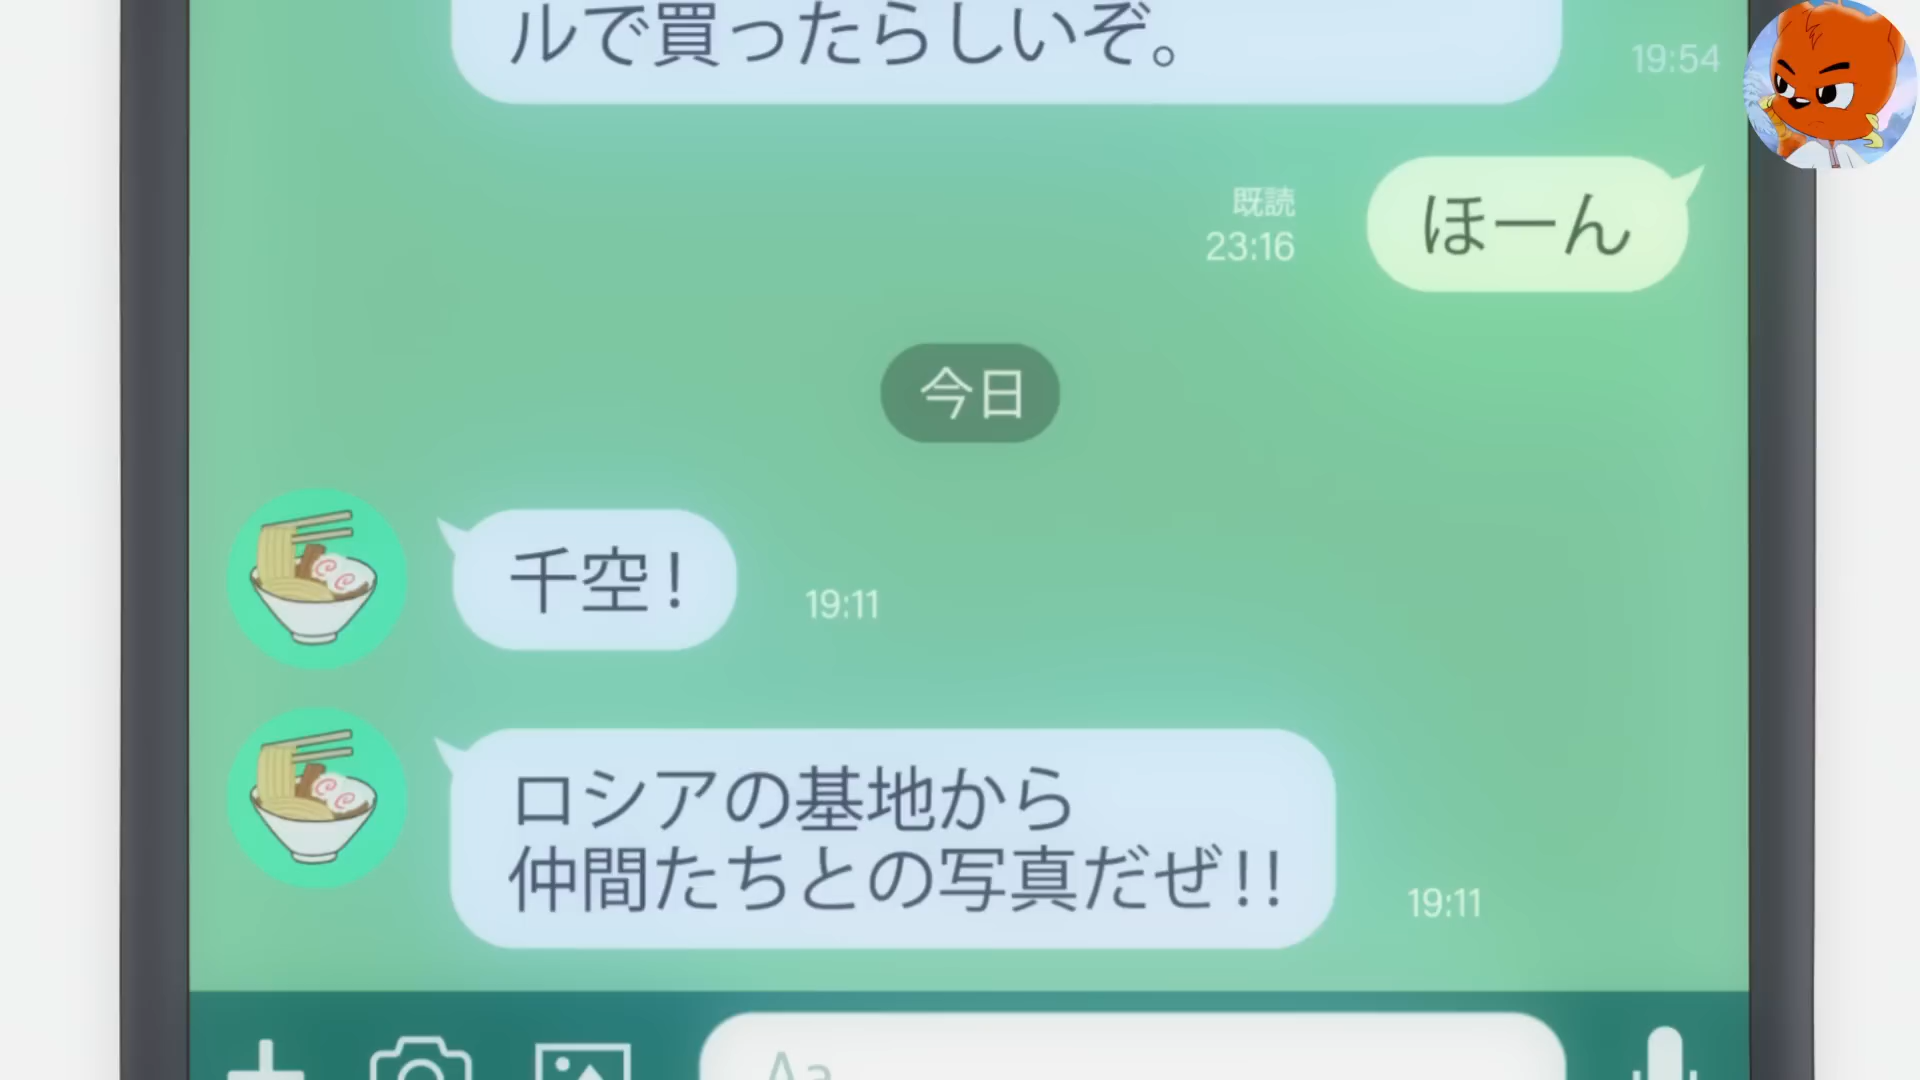 ルで買ったらしいぞ。
19:54
既読
23:16
ほーん
今日
千空!
19:11
ロシアの基地から
仲間たちとの写真だぜ!!
19:11
Aa